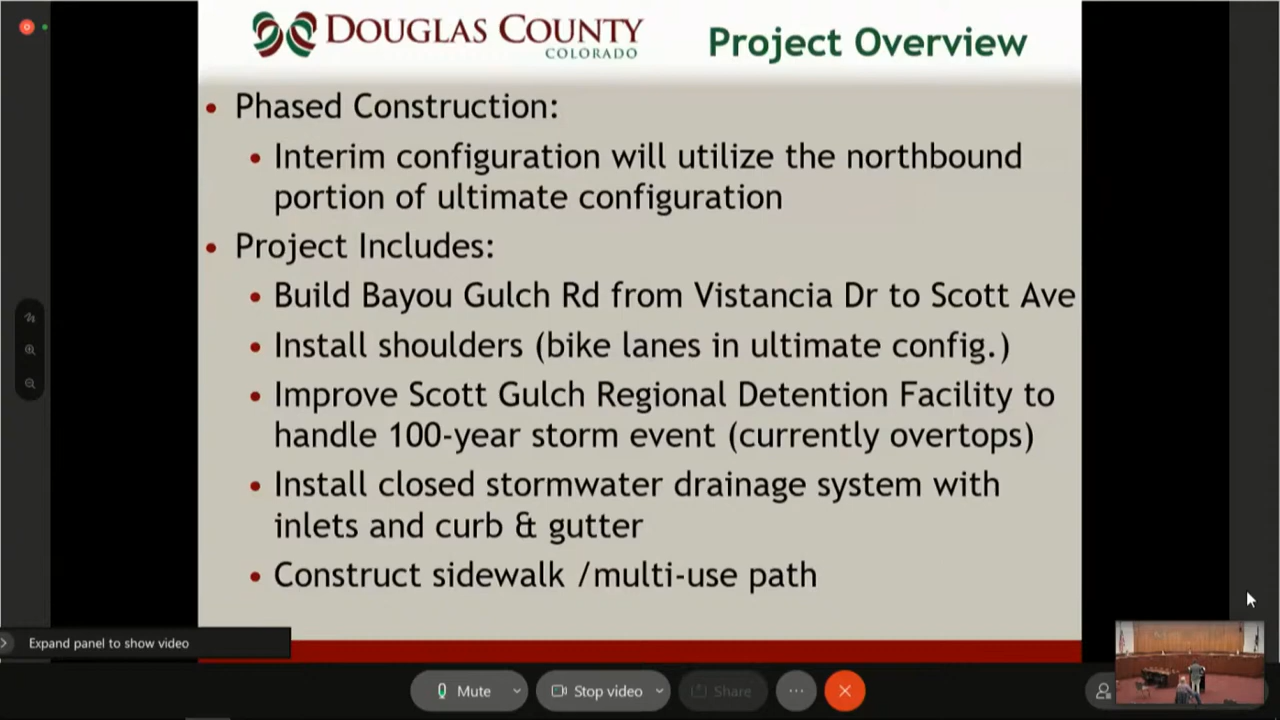 DOUGLAS COUNTY
COLORADO
Project Overview
• Phased Construction:
• Interim configuration will utilize the northbound
portion of ultimate configuration
• Project Includes:
• Build Bayou Gulch Rd from Vistancia Dr to Scott Ave
• Install shoulders (bike lanes in ultimate config.)
• Improve Scott Gulch Regional Detention Facility to
handle 100-year storm event (currently overtops)
• Install closed stormwater drainage system with
inlets and curb & gutter
• Construct sidewalk /multi-use path
Expand panel to show video
Mute
Stop video
Share